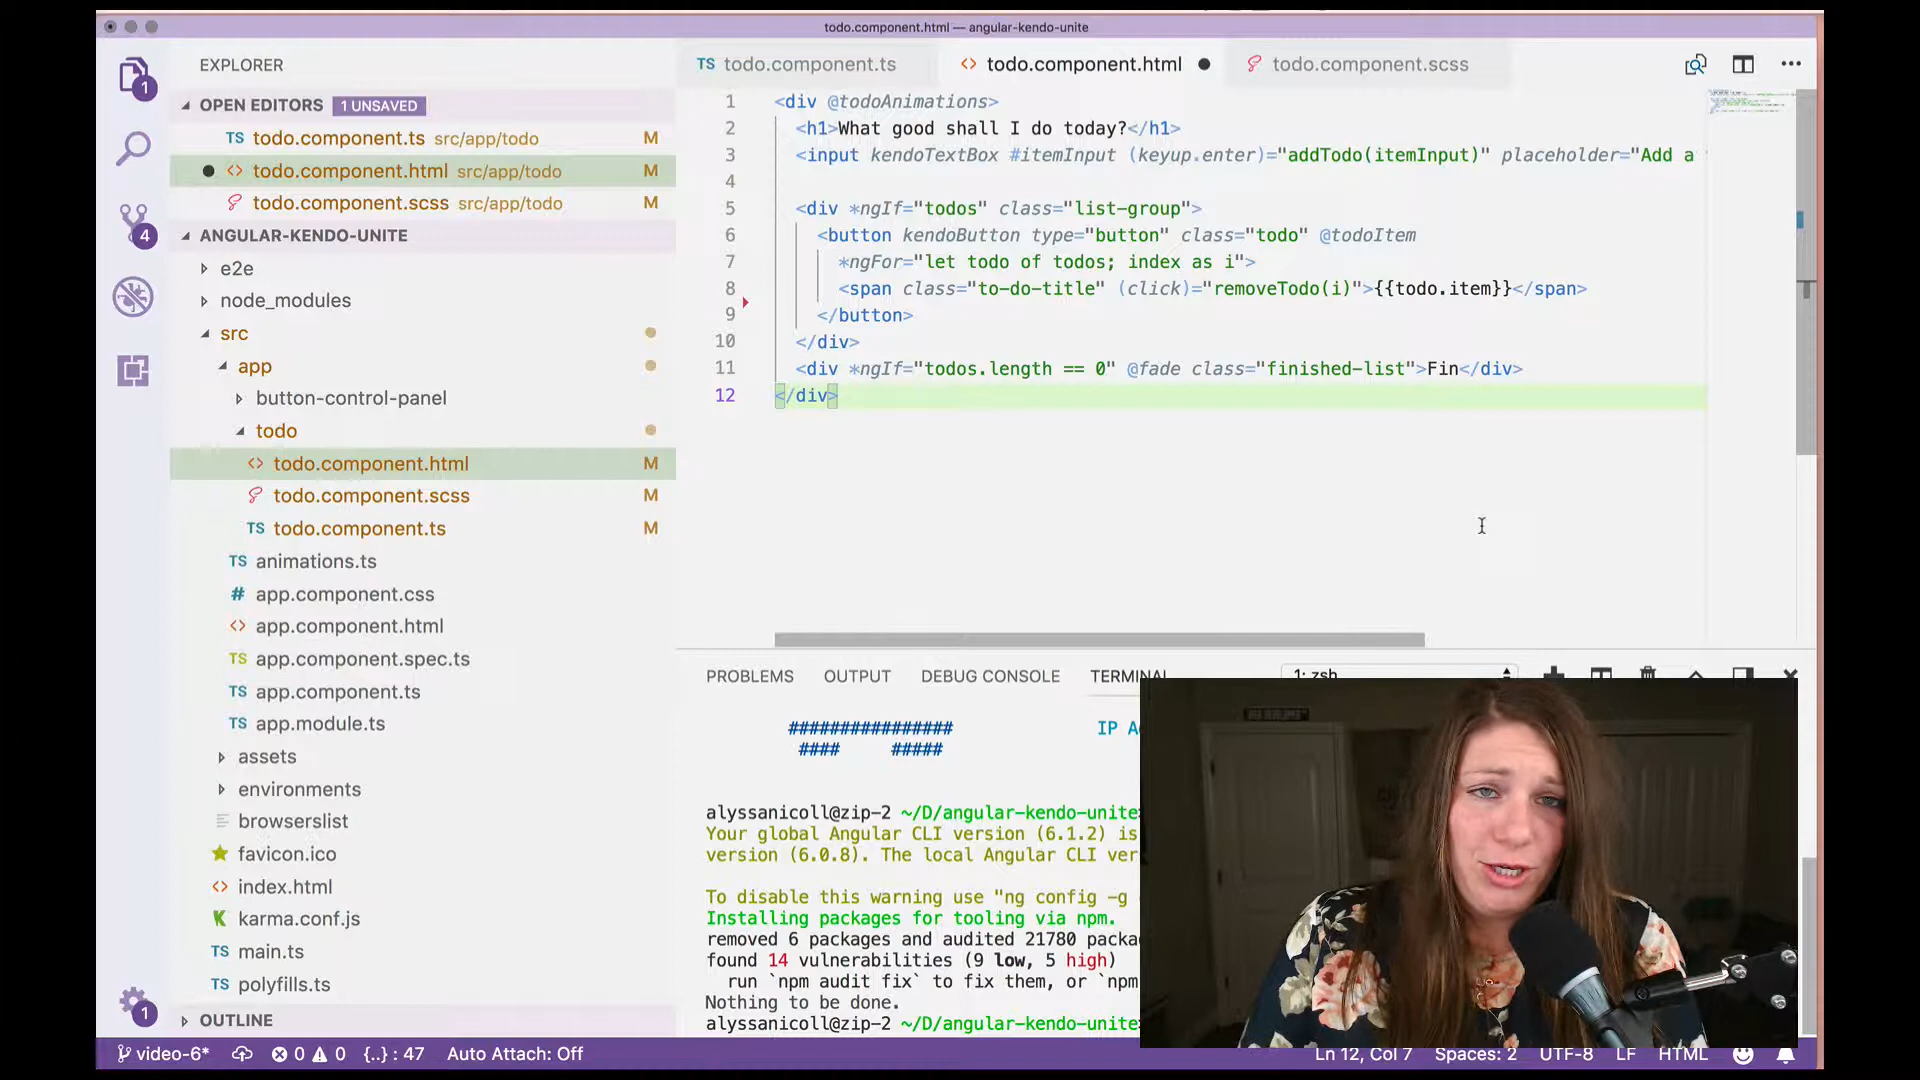 todo.component.html — angular-kendo-unite
EXPLORER
OPEN EDITORS 1 UNSAVED
TS todo.component.ts src/app/todo M
<> todo.component.html src/app/todo M
todo.component.scss src/app/todo M
ANGULAR-KENDO-UNITE
e2e
node_modules
src
app
button-control-panel
todo
<> todo.component.html M
todo.component.scss M
TS todo.component.ts M
TS animations.ts
# app.component.css
<> app.component.html
TS app.component.spec.ts
TS app.component.ts
TS app.module.ts
assets
environments
browserslist
favicon.ico
<> index.html
karma.conf.js
TS main.ts
TS polyfills.ts
OUTLINE
1
4
1
TS todo.component.ts
<> todo.component.html
todo.component.scss
1 <div @todoAnimations>
2 <h1>What good shall I do today?</h1>
3 <input kendoTextBox #itemInput (keyup.enter)="addTodo(itemInput)" placeholder="Add a
4
5 <div *ngIf="todos" class="list-group">
6 <button kendoButton type="button" class="todo" @todoItem
7 *ngFor="let todo of todos; index as i">
8 <span class="to-do-title" (click)="removeTodo(i)">{{todo.item}}</span>
9 </button>
10 </div>
11 <div *ngIf="todos.length == 0" @fade class="finished-list">Fin</div>
12 </div>
PROBLEMS OUTPUT DEBUG CONSOLE TERMINAL 1: zsh
############### IP A
#### #####
alyssanicoll@zip-2 ~/D/angular-kendo-unite
Your global Angular CLI version (6.1.2) is
version (6.0.8). The local Angular CLI ver
To disable this warning use "ng config -g
Installing packages for tooling via npm.
removed 6 packages and audited 21780 packa
found 14 vulnerabilities (9 low, 5 high)
run `npm audit fix` to fix them, or `npm
Nothing to be done.
alyssanicoll@zip-2 ~/D/angular-kendo-unite
video-6* 0 0 {..} : 47 Auto Attach: Off
Ln 12, Col 7 Spaces: 2 UTF-8 LF HTML